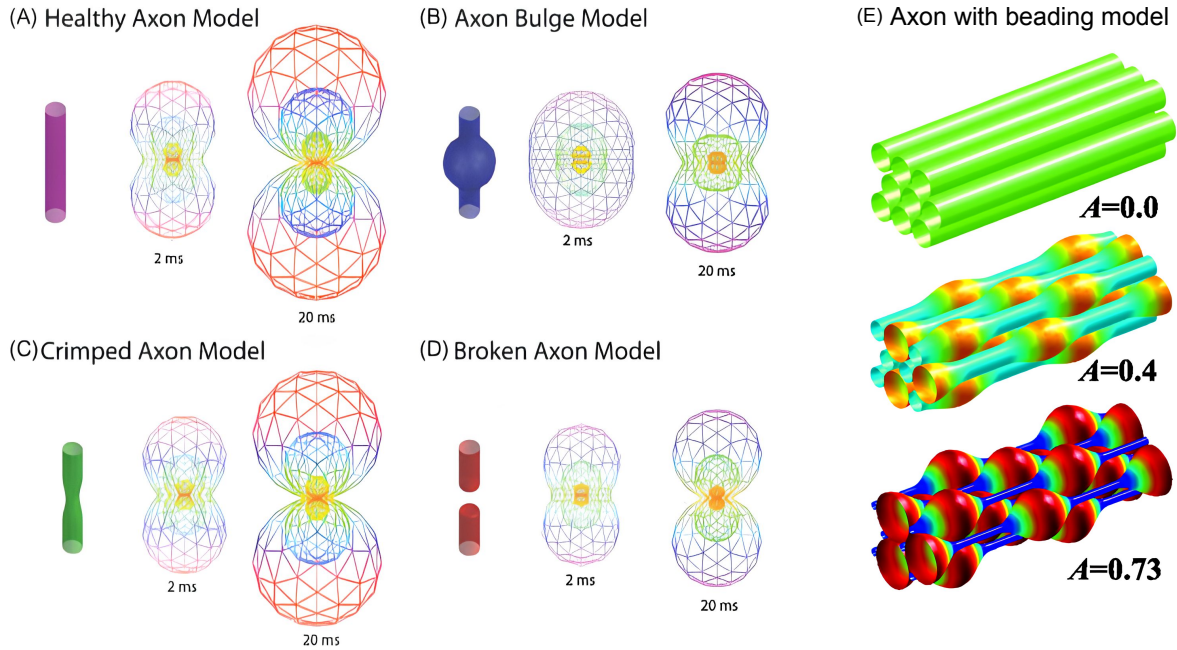 (A) Healthy Axon Model
2 ms
20 ms
(B) Axon Bulge Model
2 ms
20 ms
(C) Crimped Axon Model
2 ms
20 ms
(D) Broken Axon Model
2 ms
20 ms
(E) Axon with beading model
A=0.0
A=0.4
A=0.73